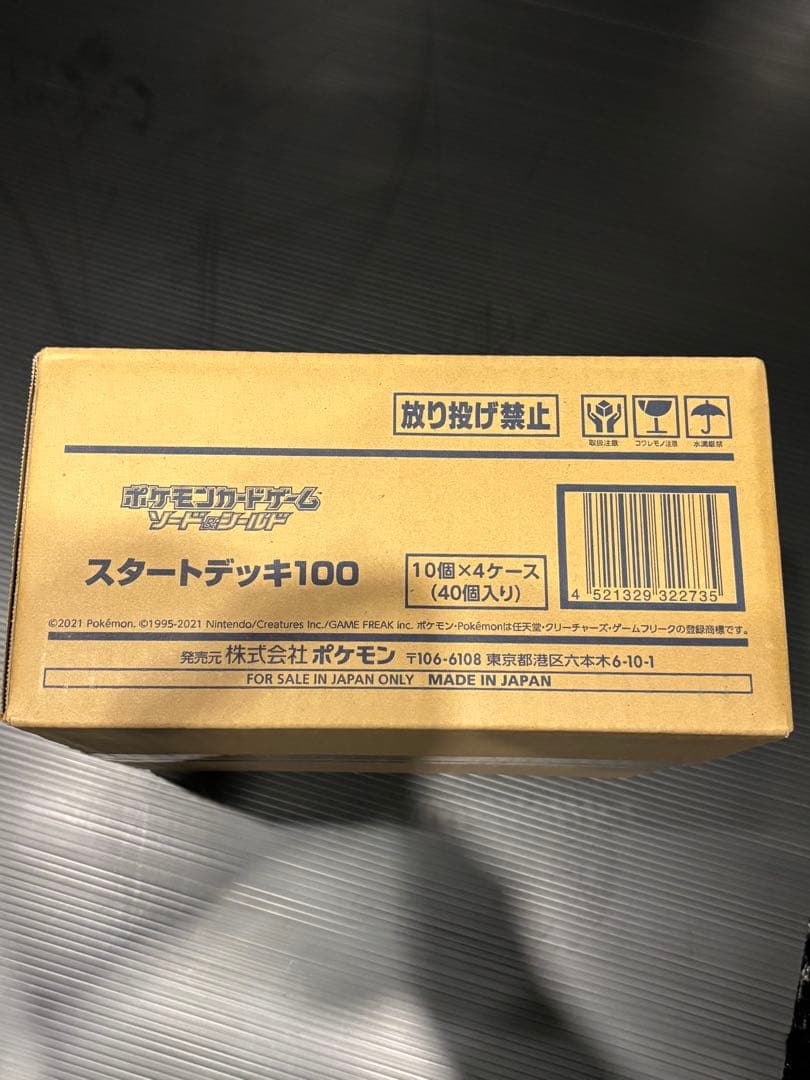 放り投げ禁止
取扱注意 コワレモノ注意 水濡厳禁
ポケモンカードゲーム
ソード&シールド
スタートデッキ100
10個×4ケース
(40個入り)
4 521329 322735
©2021 Pokémon. ©1995-2021 Nintendo/Creatures Inc./GAME FREAK inc. ポケモン・Pokémonは任天堂・クリーチャーズ・ゲームフリークの登録商標です。
発売元 株式会社 ポケモン 〒106-6108 東京都港区六本木6-10-1
FOR SALE IN JAPAN ONLY MADE IN JAPAN